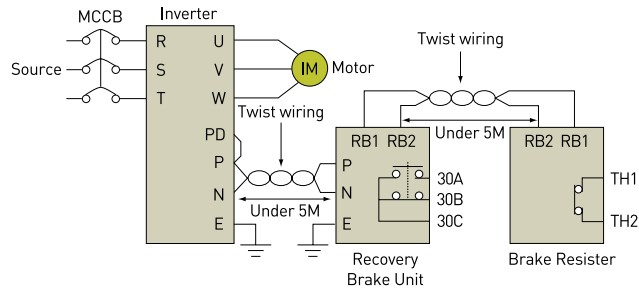 MCCB
Inverter
Source
R
S
T
U
V
W
IM
Motor
PD
P
N
E
Twist wiring
Under 5M
P
N
E
RB1
RB2
30A
30B
30C
Recovery
Brake Unit
Twist wiring
Under 5M
RB2
RB1
TH1
TH2
Brake Resister